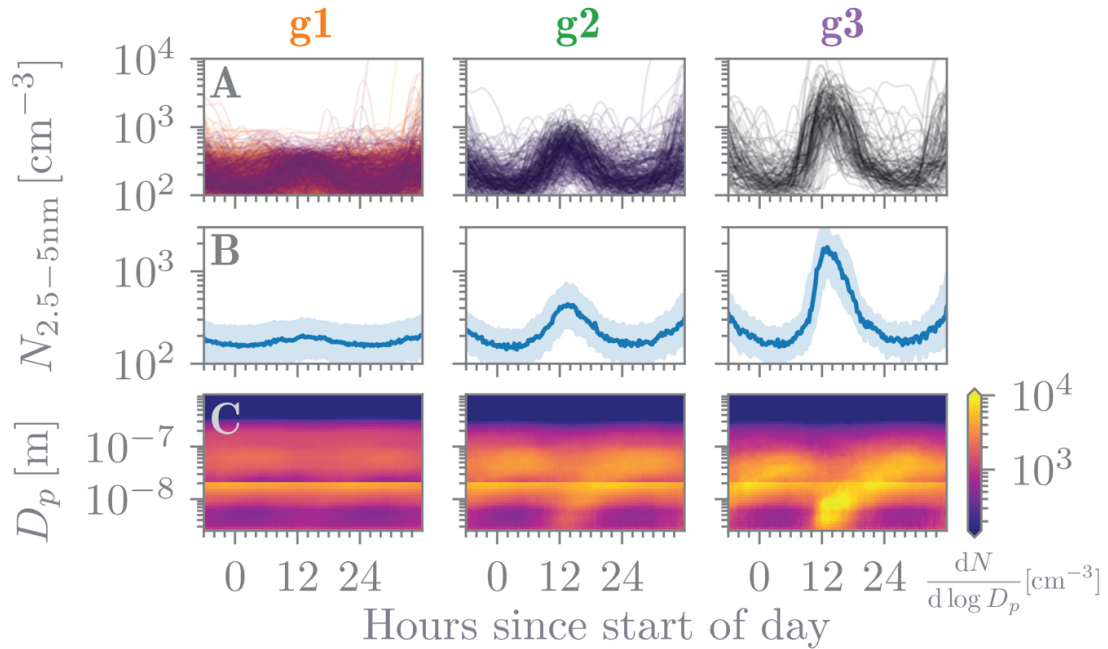 g1 g2 g3
N_{2.5−5nm} [cm^{−3}]
A
10^4
10^3
10^2
B
10^3
10^2
D_p [m]
C
10^{−7}
10^{−8}
10^4
10^3
0 12 24 0 12 24 0 12 24
dN / d log D_p [cm^{−3}]
Hours since start of day